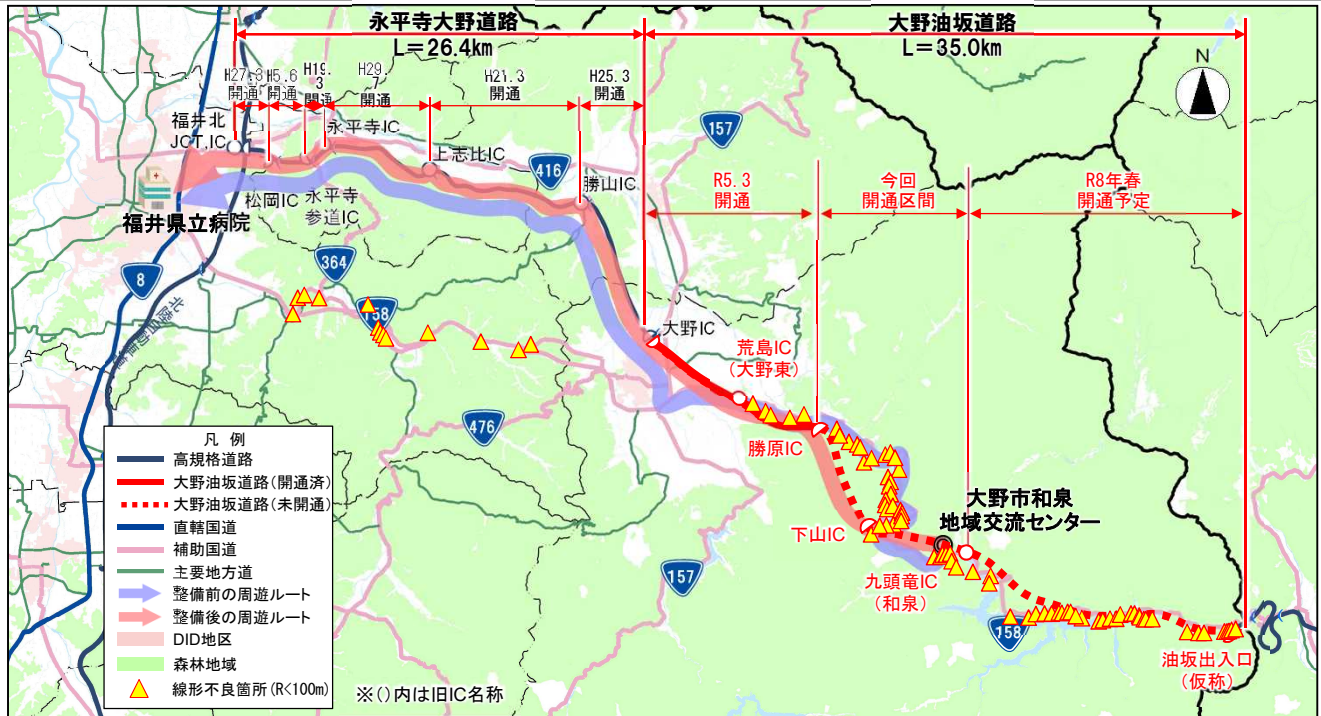 永平寺大野道路
L=26.4km
大野油坂道路
L=35.0km
H27.3
開通
H5.6
開通
H19.
3
開通
H29.
7
開通
H21.3
開通
H25.3
開通
N
157
福井北
JCT,IC
永平寺IC
上志比IC
416
勝山IC
R5.3
開通
今回
開通区間
R8年春
開通予定
松岡IC
永平寺
参道IC
福井県立病院
364
8
158
北陸自動車道
大野IC
荒島IC
(大野東)
476
勝原IC
大野市和泉
地域交流センター
下山IC
157
九頭竜IC
(和泉)
158
油坂出入口
(仮称)
凡 例
高規格道路
大野油坂道路(開通済)
大野油坂道路(未開通)
直轄国道
補助国道
主要地方道
整備前の周遊ルート
整備後の周遊ルート
DID地区
森林地域
線形不良箇所(R<100m)
※()内は旧IC名称